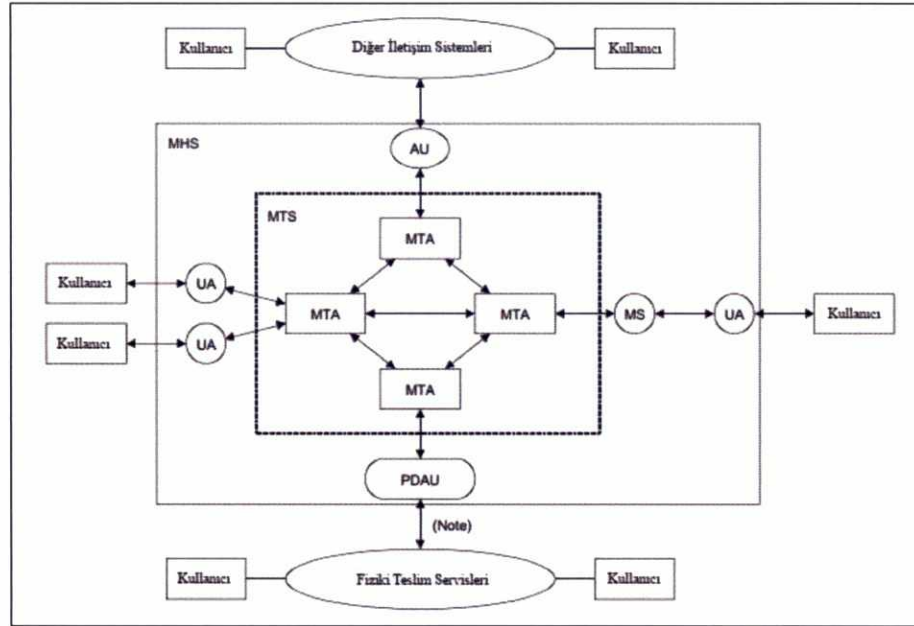 Kullanıcı
Diğer İletişim Sistemleri
Kullanıcı
MHS
AU
MTS
MTA
Kullanıcı
UA
MTA
MTA
MS
UA
Kullanıcı
Kullanıcı
UA
MTA
PDAU
(Note)
Kullanıcı
Fiziki Teslim Servisleri
Kullanıcı